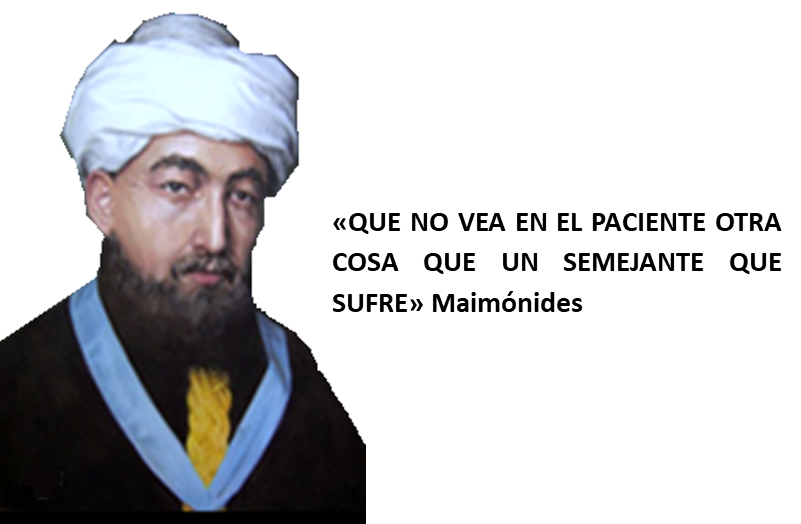 «QUE NO VEA EN EL PACIENTE OTRA
COSA QUE UN SEMEJANTE QUE
SUFRE» Maimónides